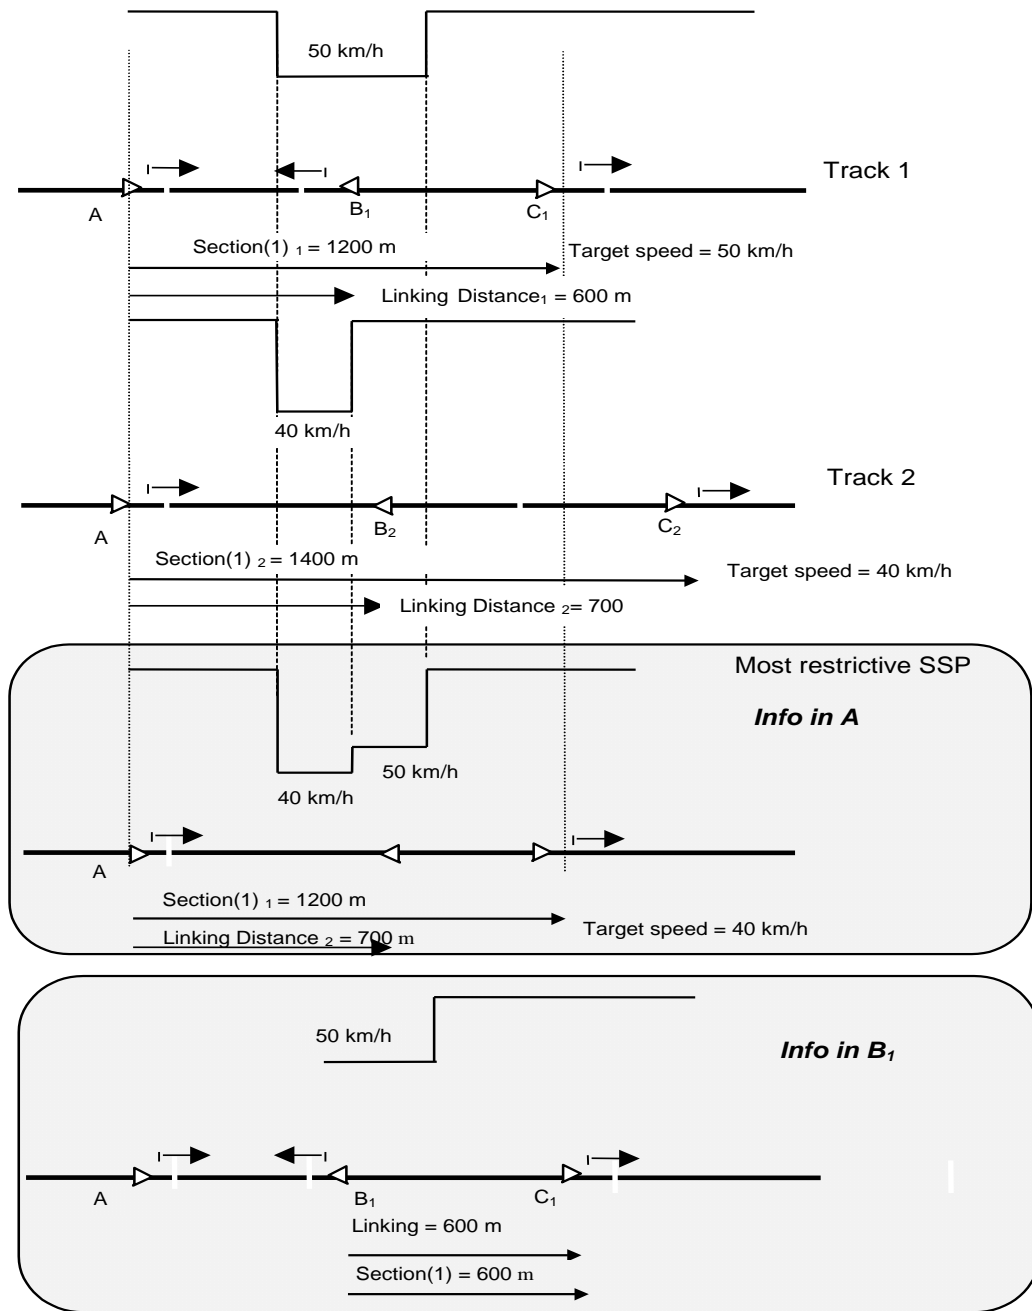 50 km/h
Track 1
A
B1
C1
Section(1) 1 = 1200 m
Target speed = 50 km/h
Linking Distance1 = 600 m
40 km/h
Track 2
A
B2
C2
Section(1) 2 = 1400 m
Target speed = 40 km/h
Linking Distance 2= 700
Most restrictive SSP
Info in A
50 km/h
40 km/h
A
Section(1) 1 = 1200 m
Target speed = 40 km/h
Linking Distance 2 = 700 m
50 km/h
Info in B1
A
B1
C1
Linking = 600 m
Section(1) = 600 m